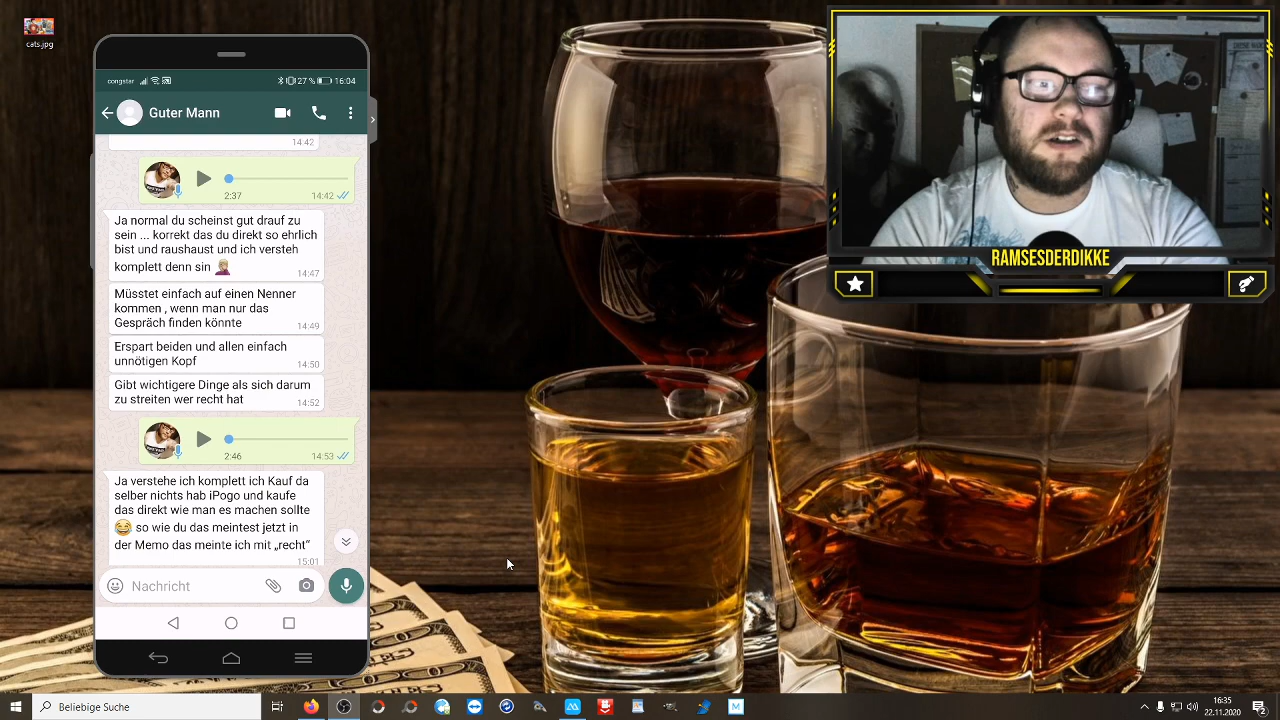 cats.jpg
congstar
27 %
16:04
Guter Mann
14:42
2:37
14:42
Ja normal du scheinst gut drauf zu
sein ... korrekt das du direkt so ehrlich
bist und raushaust und ich versteh
komplett denn sin
14:47
Müsstet einfach auf einen Nenner
kommen , wenn man nur das
Gespräch finden könnte
14:49
Erspart beiden und allen einfach
unnötigen Kopf
14:50
Gibt wichtigere Dinge als sich darum
zu streiten wer recht hat
14:52
2:46
14:53
Ja verstehe ich komplett ich Kauf da
selber nichts hab iPogo und kaufe
das direkt wie man es machen sollte
😂 so wie du das meintest jetzt in
der Memo das meinte ich mit „recht“
15:01
Nachricht
RAMSESDERDIKKE
Beliebige Suche
M
16:35
22.11.2020
2